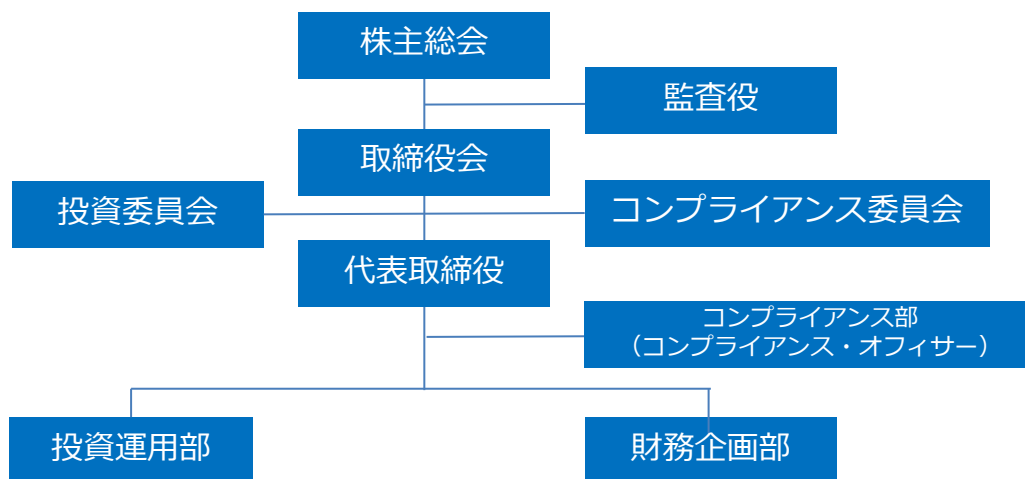 株主総会
監査役
取締役会
投資委員会
コンプライアンス委員会
代表取締役
コンプライアンス部
（コンプライアンス・オフィサー）
投資運用部
財務企画部